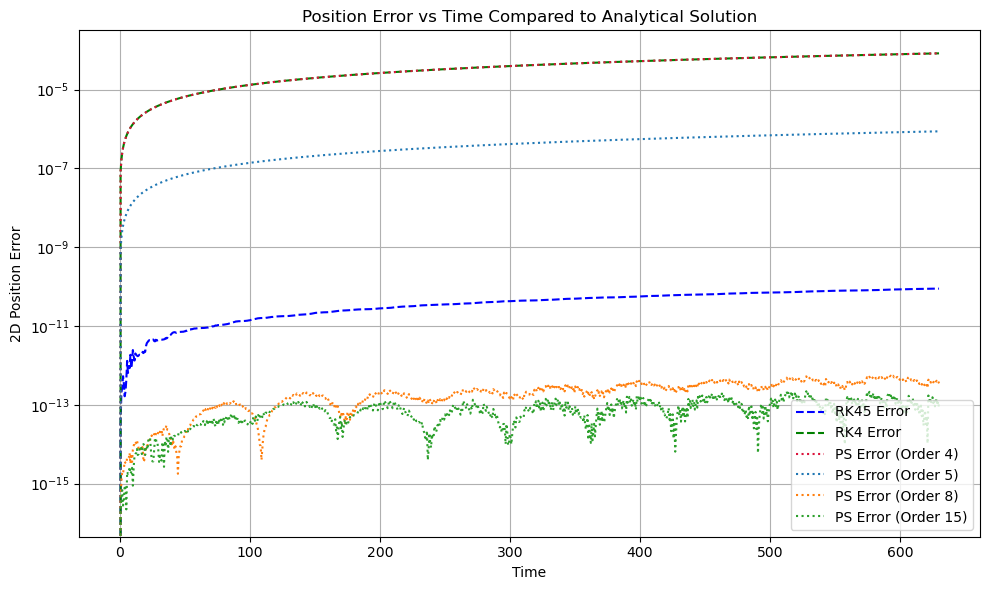 Position Error vs Time Compared to Analytical Solution
2D Position Error
10⁻⁵
10⁻⁷
10⁻⁹
10⁻¹¹
10⁻¹³
10⁻¹⁵
RK45 Error
RK4 Error
PS Error (Order 4)
PS Error (Order 5)
PS Error (Order 8)
PS Error (Order 15)
0 100 200 300 400 500 600
Time